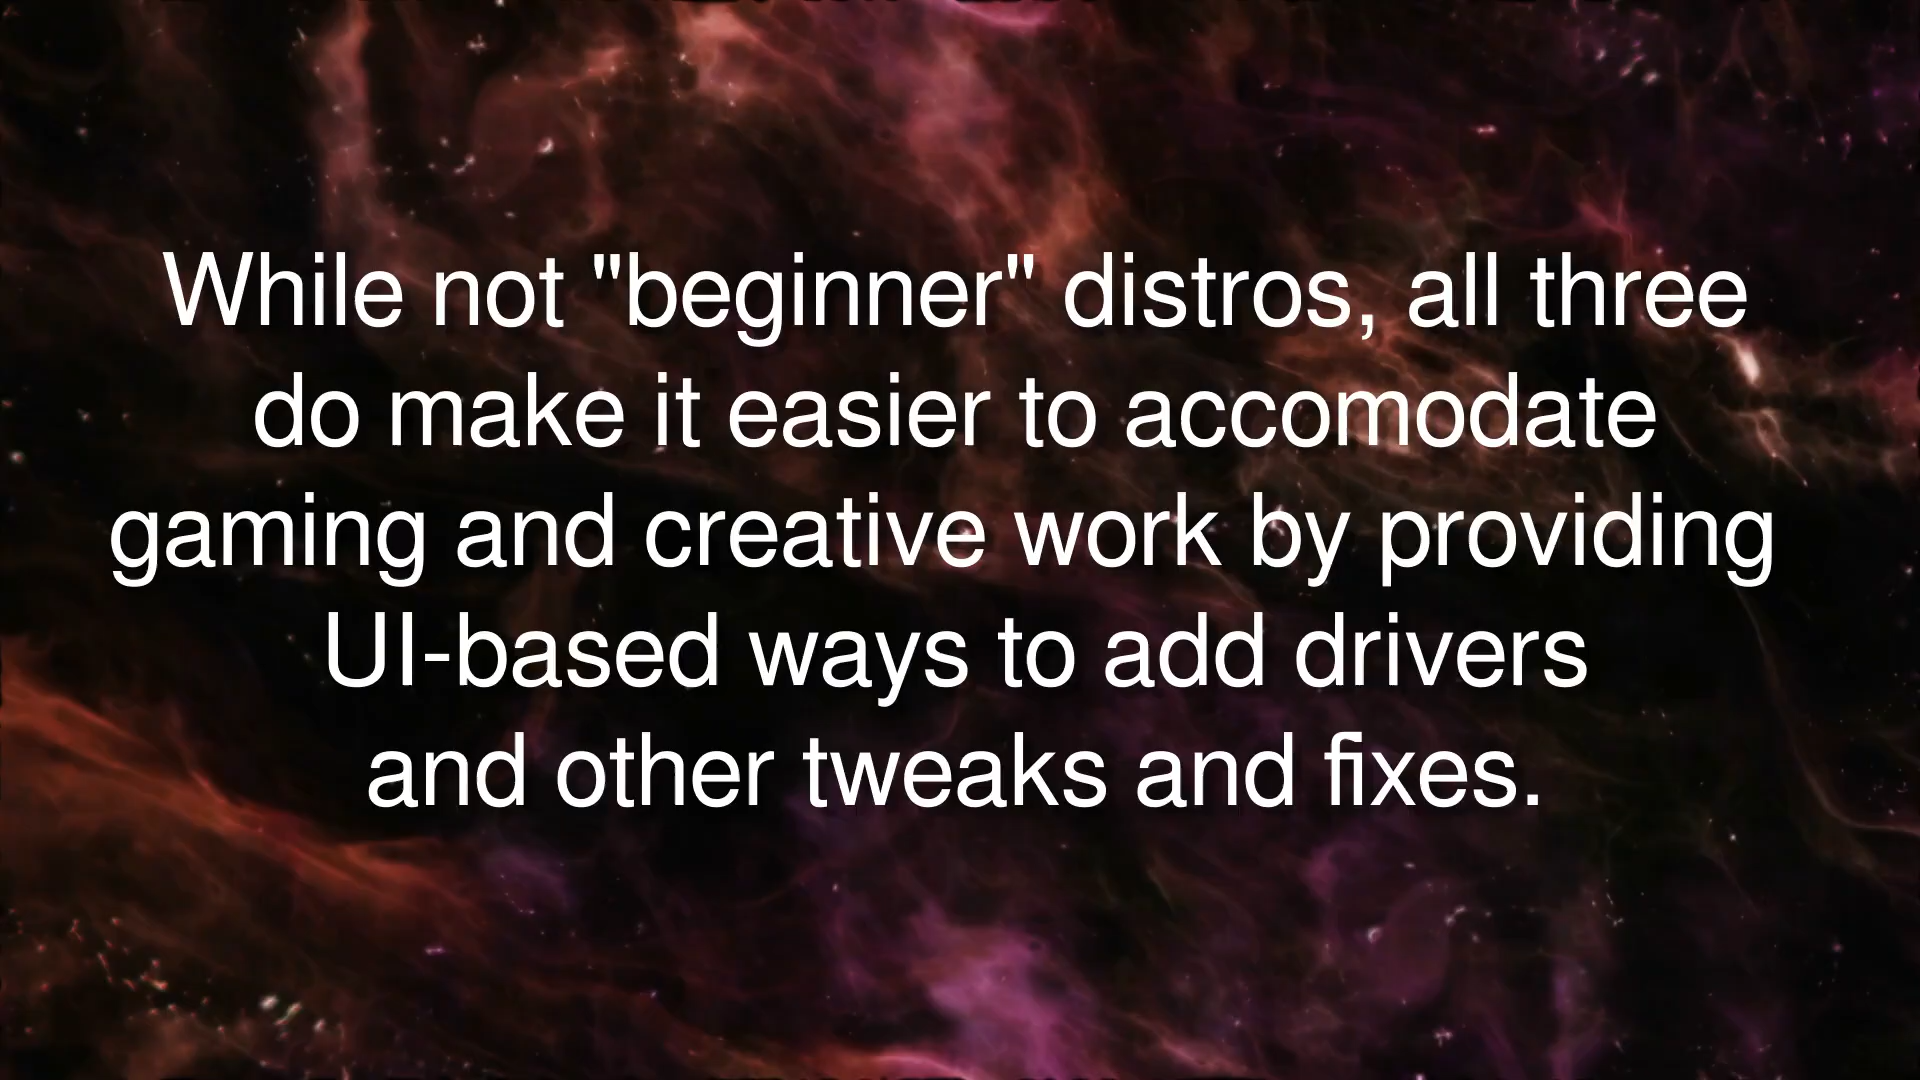 While not "beginner" distros, all three
do make it easier to accomodate
gaming and creative work by providing
UI-based ways to add drivers
and other tweaks and fixes.